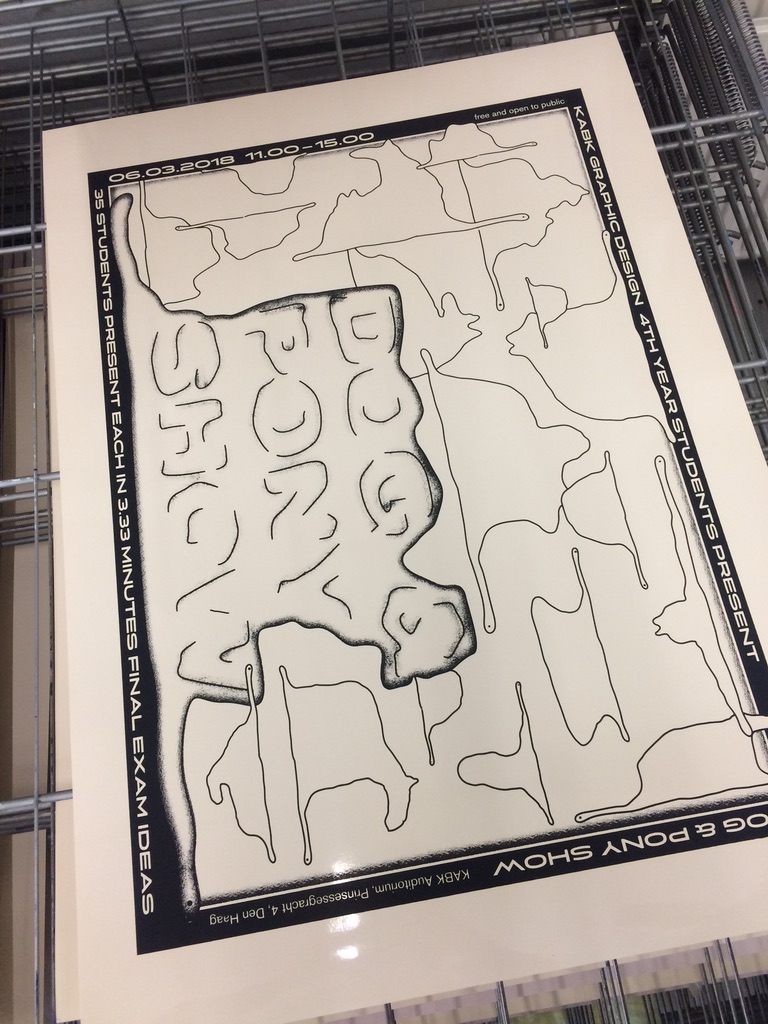 06.03.2018 11.00–15.00
free and open to public
KABK GRAPHIC DESIGN 4TH YEAR STUDENTS PRESENT
OG & PONY SHOW
KABK Auditorium, Prinsessegracht 4, Den Haag
35 STUDENTS PRESENT EACH IN 3.33 MINUTES FINAL EXAM IDEAS
DOG &
PONY
SHOW